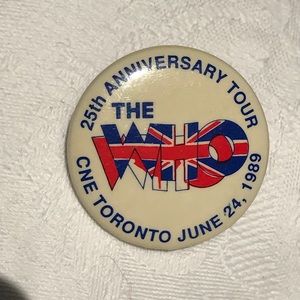 25th ANNIVERSARY TOUR
THE
WHO
CNE TORONTO JUNE 24, 1989